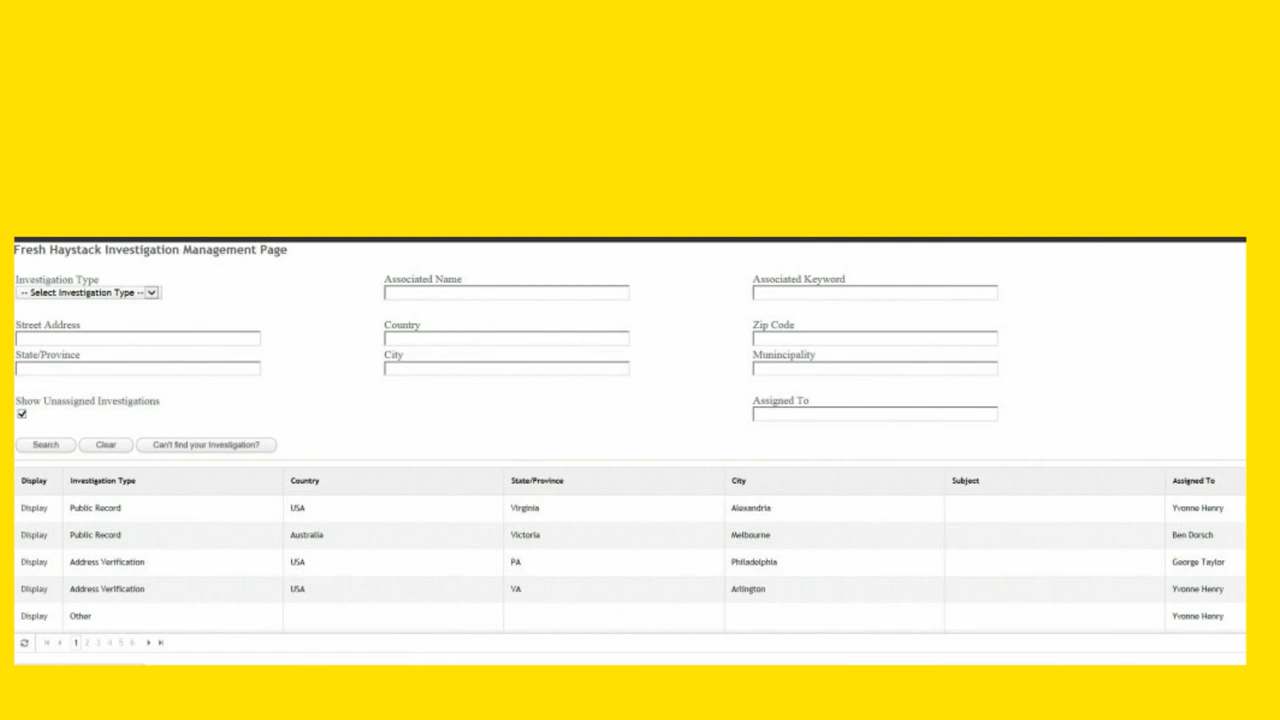 Fresh Haystack Investigation Management Page
Investigation Type Associated Name Associated Keyword
-- Select Investigation Type --
Street Address Country Zip Code
State/Province City Munincipality
Show Unassigned Investigations Assigned To
Search Clear Can't find your Investigation?
Display Investigation Type Country State/Province City Subject Assigned To
Display Public Record USA Virginia Alexandria Yvonne Henry
Display Public Record Australia Victoria Melbourne Ben Dorsch
Display Address Verification USA PA Philadelphia George Taylor
Display Address Verification USA VA Arlington Yvonne Henry
Display Other Yvonne Henry
1 2 3 4 5 6